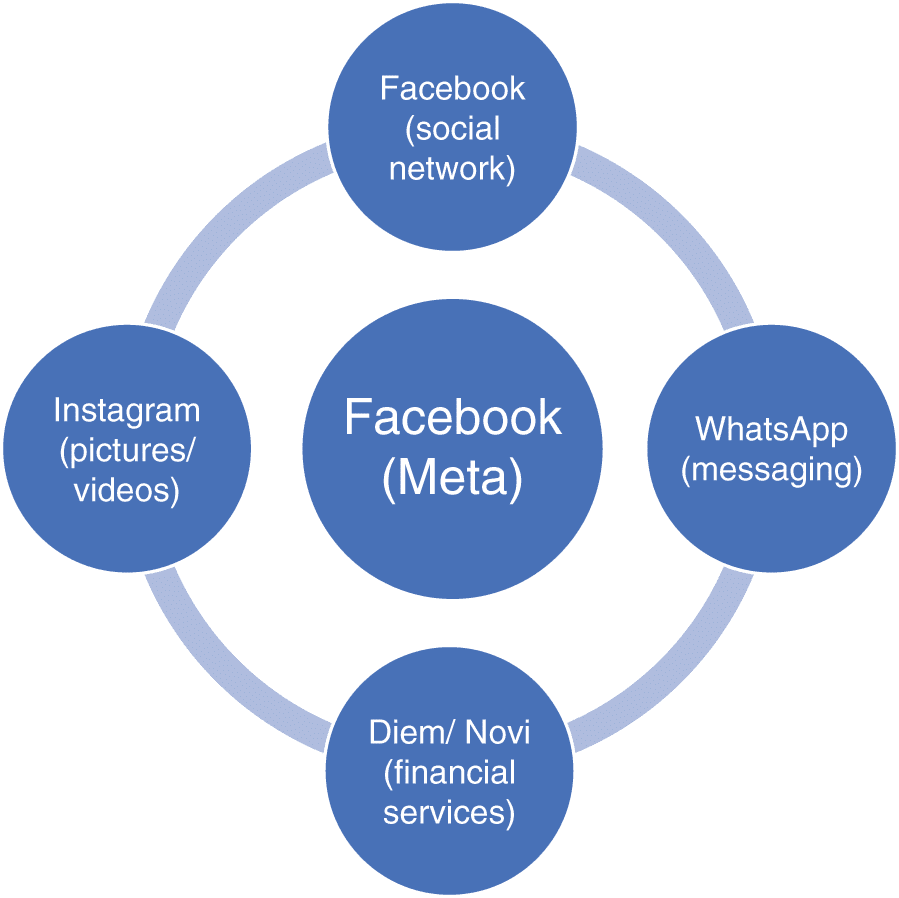 Facebook
(social
network)
Facebook
(Meta)
WhatsApp
(messaging)
Diem/ Novi
(financial
services)
Instagram
(pictures/
videos)